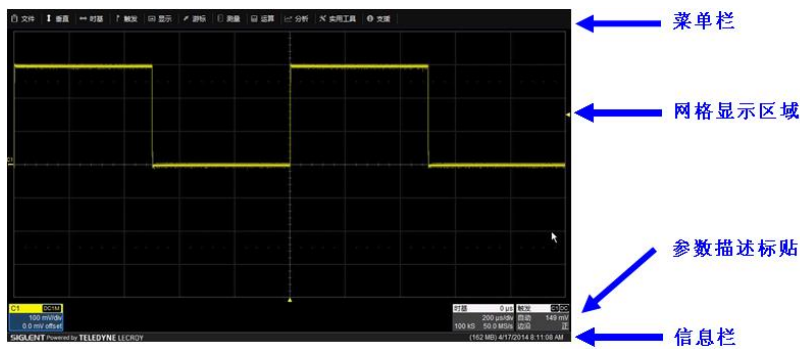 文件 垂直 时基 触发 显示 游标 测量 运算 分析 实用工具 支援
菜单栏
网格显示区域
C1
参数描述标贴
C1 DC1M
100 mV/div
0.0 mV offset
时基 0 µs
200 µs/div
100 kS 50.0 MS/s
触发 C1 DC
自动 149 mV
边沿 正
SIGLENT Powered by TELEDYNE LECROY
(162 MB) 4/17/2014 8:11:08 AM
信息栏